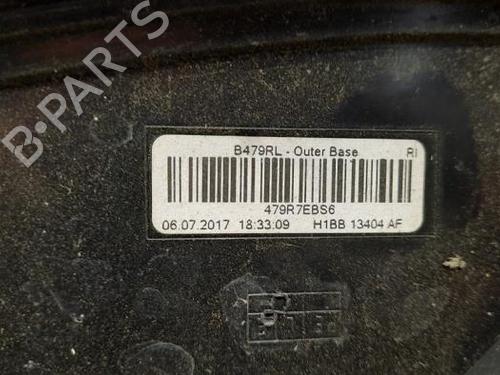 B-PARTS
B479RL - Outer Base RI
479R7EBS6
06.07.2017 18:33:09 H1BB 13404 AF